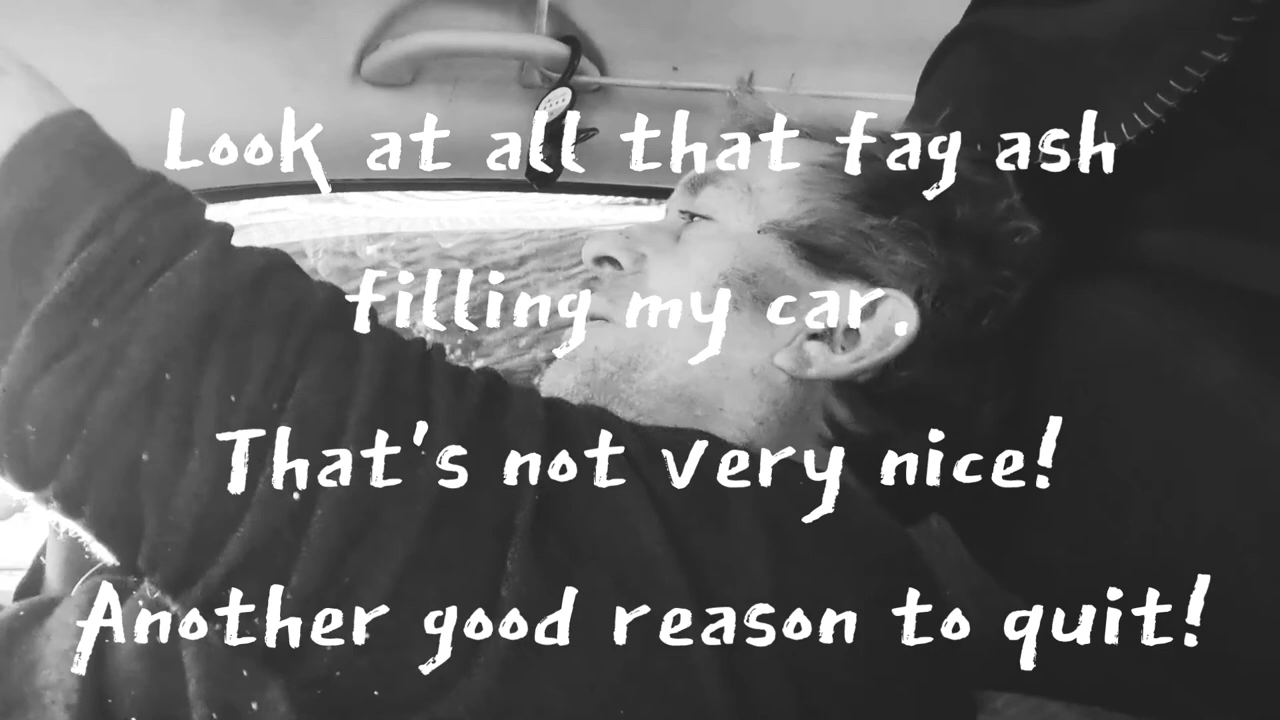 Look at all that fag ash
filling my car.
That's not very nice!
Another good reason to quit!